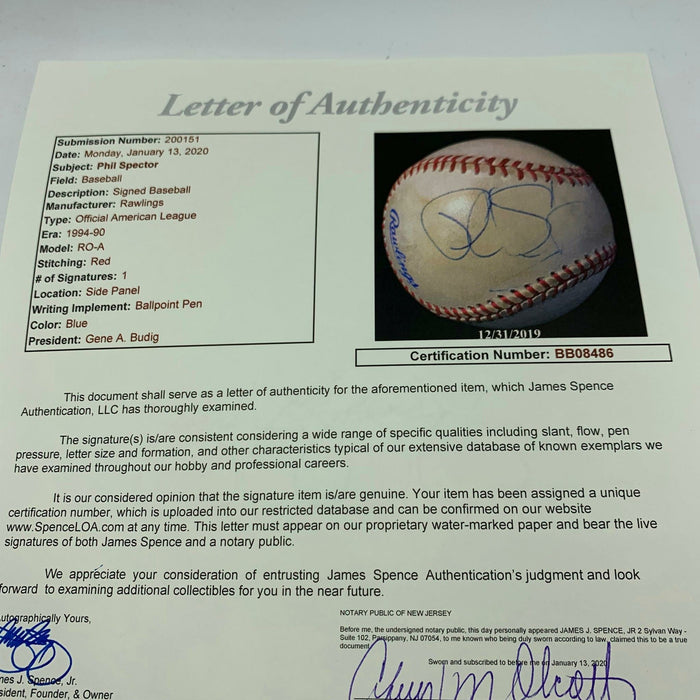 Letter of Authenticity
Submission Number: 200151
Date: Monday, January 13, 2020
Subject: Phil Spector
Field: Baseball
Description: Signed Baseball
Manufacturer: Rawlings
Type: Official American League
Era: 1994-90
Model: RO-A
Stitching: Red
# of Signatures: 1
Location: Side Panel
Writing Implement: Ballpoint Pen
Color: Blue
President: Gene A. Budig
Rawlings
12/31/2019
Certification Number: BB08486
This document shall serve as a letter of authenticity for the aforementioned item, which James Spence
Authentication, LLC has thoroughly examined.
The signature(s) is/are consistent considering a wide range of specific qualities including slant, flow, pen
pressure, letter size and formation, and other characteristics typical of our extensive database of known exemplars we
have examined throughout our hobby and professional careers.
It is our considered opinion that the signature item is/are genuine. Your item has been assigned a unique
certification number, which is uploaded into our restricted database and can be confirmed on our website
www.SpenceLOA.com at any time. This letter must appear on our proprietary water-marked paper and bear the live
signatures of both James Spence and a notary public.
We appreciate your consideration of entrusting James Spence Authentication's judgment and look
forward to examining additional collectibles for you in the near future.
utographically Yours,
mes J. Spence, Jr.
sident, Founder, & Owner
NOTARY PUBLIC OF NEW JERSEY
Before me, the undersigned notary public, this day personally appeared JAMES J. SPENCE, JR 2 Sylvan Way -
Suite 102, Parsippany, NJ 07054, to me known, who being duly sworn according to law, claimed this to be a true
document.
Sworn and subscribed to before me on January 13, 2020